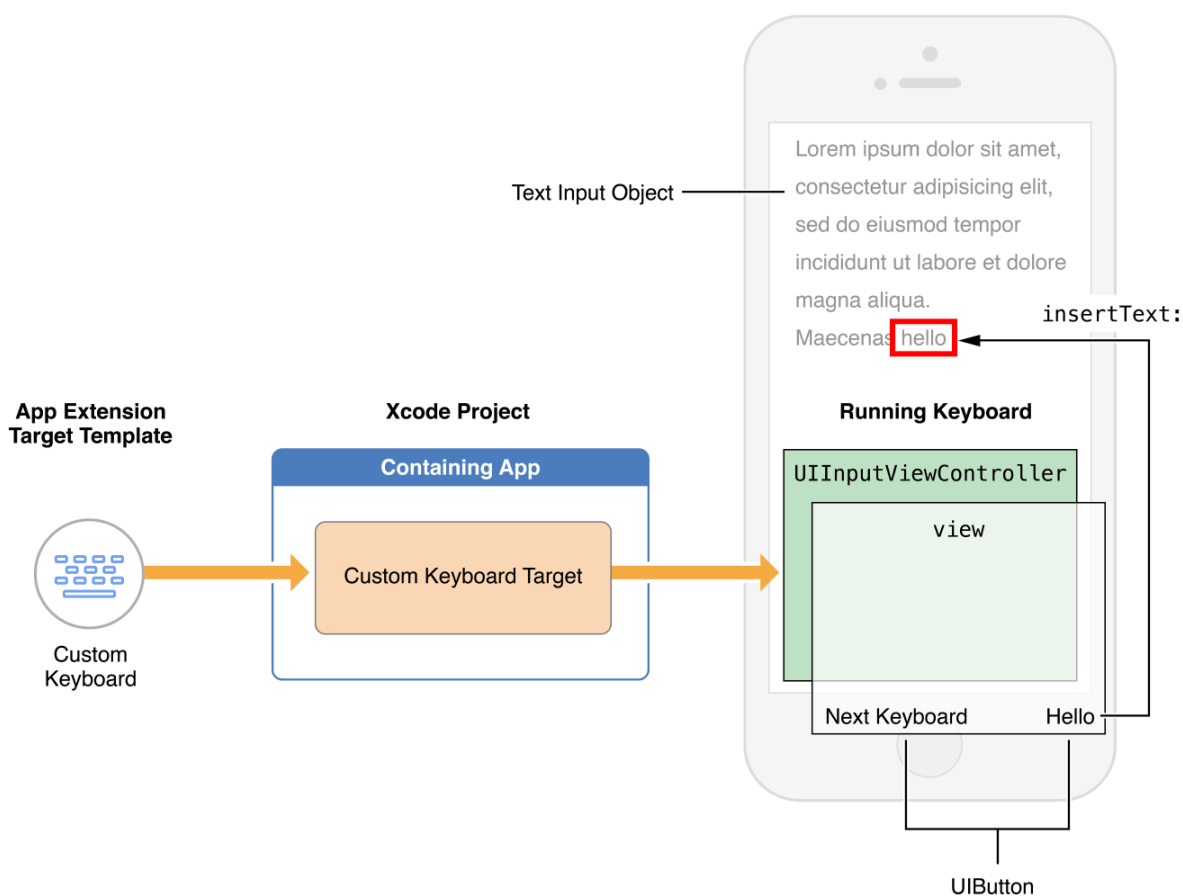 Lorem ipsum dolor sit amet,
Text Input Object
consectetur adipisicing elit,
sed do eiusmod tempor
incididunt ut labore et dolore
magna aliqua.
insertText:
Maecenas hello
App Extension
Target Template
Xcode Project
Running Keyboard
Containing App
UIInputViewController
view
Custom Keyboard Target
Custom
Keyboard
Next Keyboard
Hello
UIButton